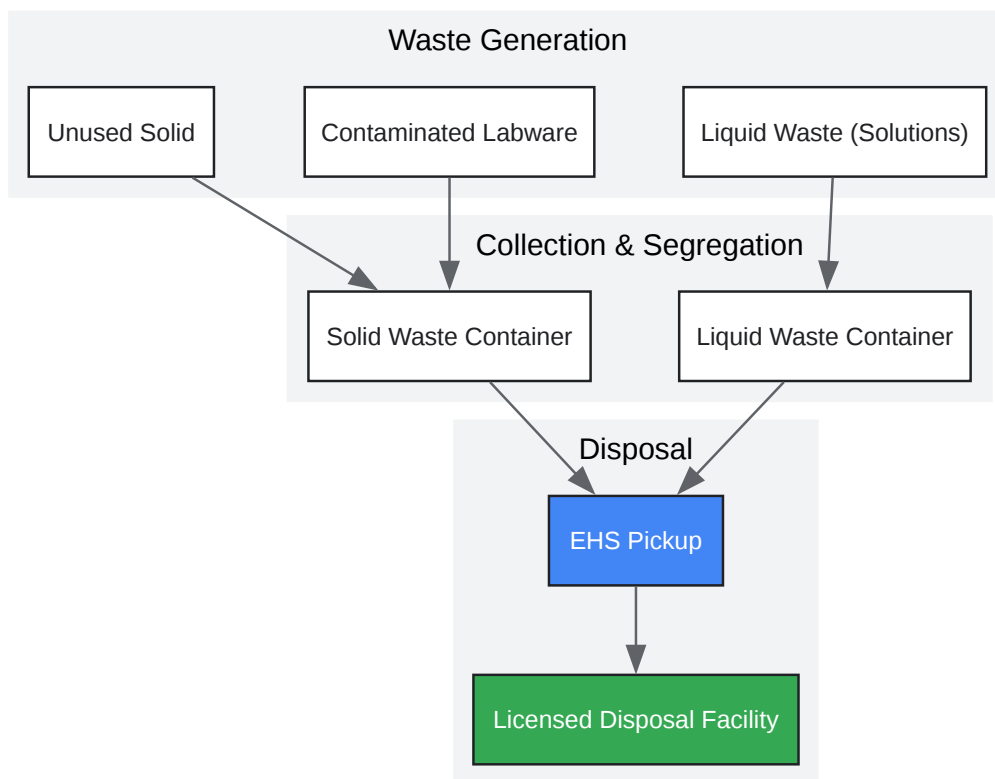 Waste Generation
Unused Solid
Contaminated Labware
Liquid Waste (Solutions)
Collection & Segregation
Solid Waste Container
Liquid Waste Container
Disposal
EHS Pickup
Licensed Disposal Facility